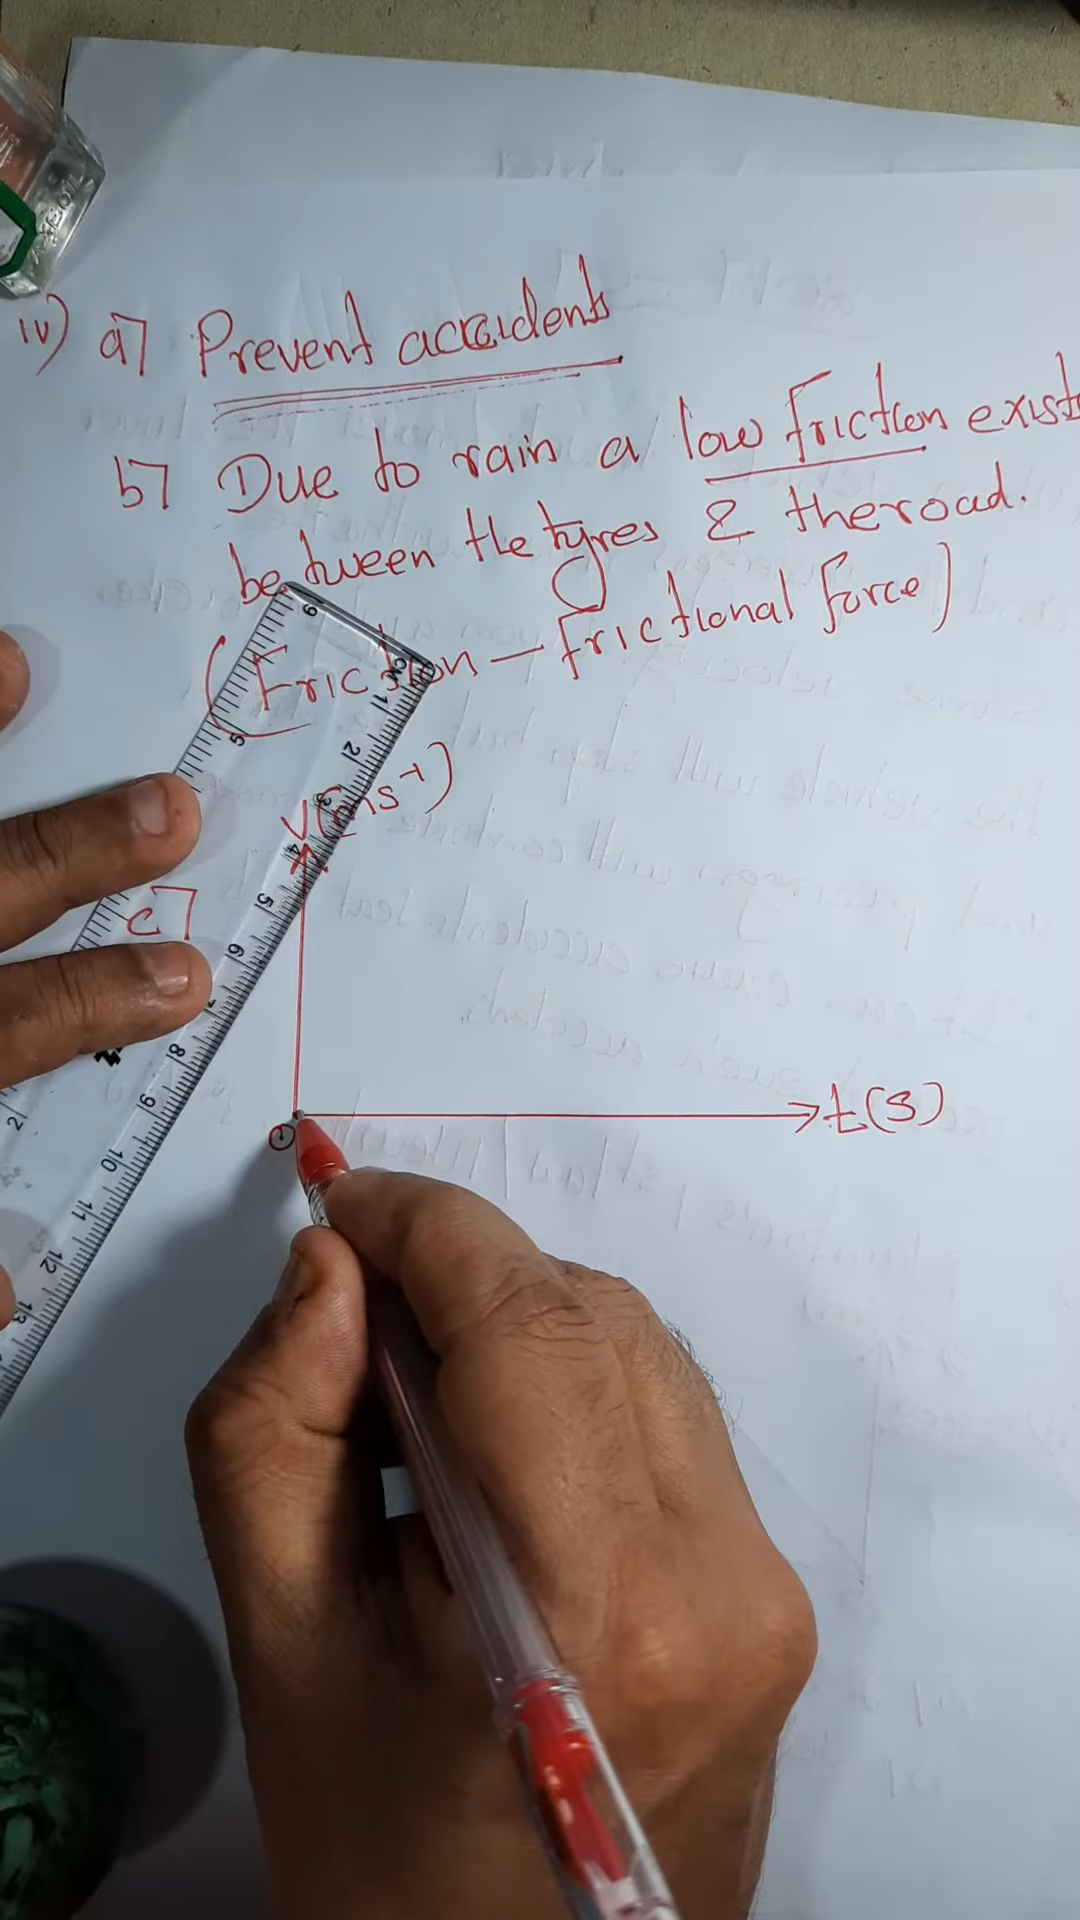 iv) a) Prevent accidents
b) Due to rain a low friction exists
between the tyres & the road.
(Friction – frictional force)
V(ms⁻¹)
c)
t(s)
O